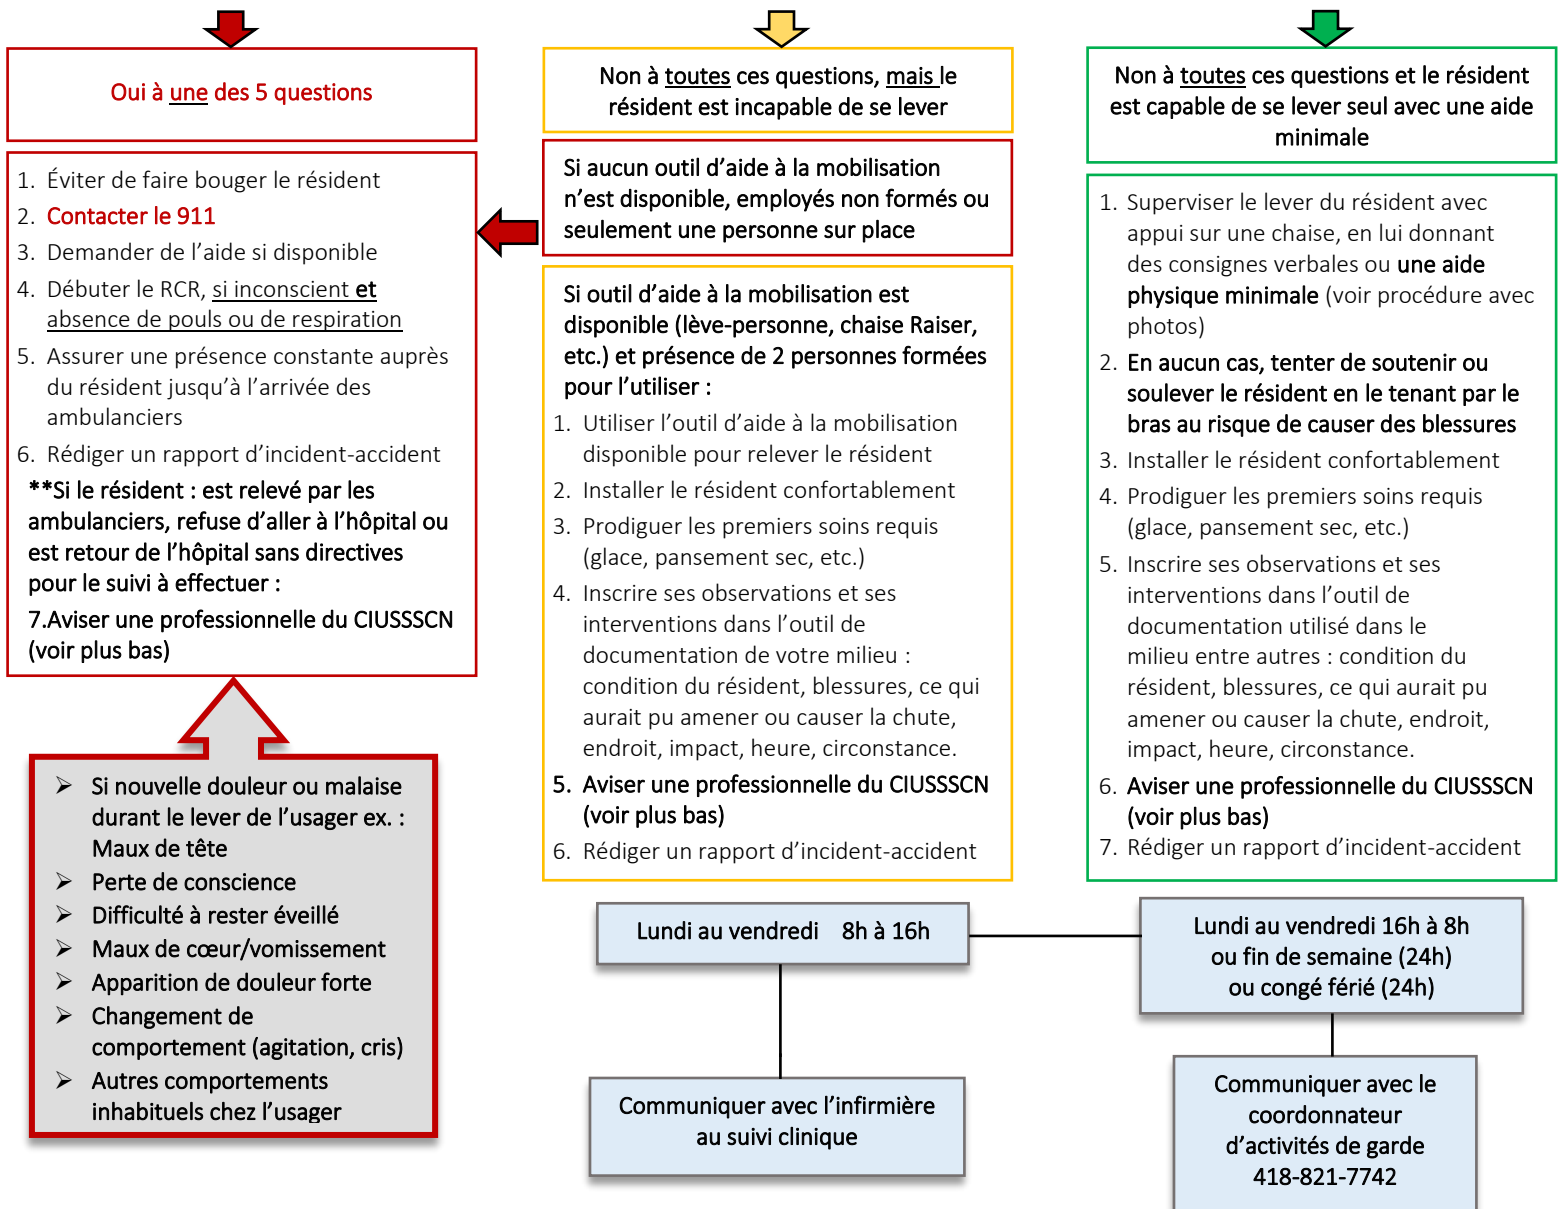 Oui à une des 5 questions
1. Éviter de faire bouger le résident
2. Contacter le 911
3. Demander de l’aide si disponible
4. Débuter le RCR, si inconscient et
absence de pouls ou de respiration
5. Assurer une présence constante auprès
du résident jusqu’à l’arrivée des
ambulanciers
6. Rédiger un rapport d’incident-accident
**Si le résident : est relevé par les
ambulanciers, refuse d’aller à l’hôpital ou
est retour de l’hôpital sans directives
pour le suivi à effectuer :
7.Aviser une professionnelle du CIUSSSCN
(voir plus bas)
➢ Si nouvelle douleur ou malaise
durant le lever de l’usager ex. :
Maux de tête
➢ Perte de conscience
➢ Difficulté à rester éveillé
➢ Maux de cœur/vomissement
➢ Apparition de douleur forte
➢ Changement de
comportement (agitation, cris)
➢ Autres comportements
inhabituels chez l’usager
Non à toutes ces questions, mais le
résident est incapable de se lever
Si aucun outil d’aide à la mobilisation
n’est disponible, employés non formés ou
seulement une personne sur place
Si outil d’aide à la mobilisation est
disponible (lève-personne, chaise Raiser,
etc.) et présence de 2 personnes formées
pour l’utiliser :
1. Utiliser l’outil d’aide à la mobilisation
disponible pour relever le résident
2. Installer le résident confortablement
3. Prodiguer les premiers soins requis
(glace, pansement sec, etc.)
4. Inscrire ses observations et ses
interventions dans l’outil de
documentation de votre milieu :
condition du résident, blessures, ce qui
aurait pu amener ou causer la chute,
endroit, impact, heure, circonstance.
5. Aviser une professionnelle du CIUSSSCN
(voir plus bas)
6. Rédiger un rapport d’incident-accident
Non à toutes ces questions et le résident
est capable de se lever seul avec une aide
minimale
1. Superviser le lever du résident avec
appui sur une chaise, en lui donnant
des consignes verbales ou une aide
physique minimale (voir procédure avec
photos)
2. En aucun cas, tenter de soutenir ou
soulever le résident en le tenant par le
bras au risque de causer des blessures
3. Installer le résident confortablement
4. Prodiguer les premiers soins requis
(glace, pansement sec, etc.)
5. Inscrire ses observations et ses
interventions dans l’outil de
documentation utilisé dans le
milieu entre autres : condition du
résident, blessures, ce qui aurait pu
amener ou causer la chute, endroit,
impact, heure, circonstance.
6. Aviser une professionnelle du CIUSSSCN
(voir plus bas)
7. Rédiger un rapport d’incident-accident
Lundi au vendredi 8h à 16h
Communiquer avec l’infirmière
au suivi clinique
Lundi au vendredi 16h à 8h
ou fin de semaine (24h)
ou congé férié (24h)
Communiquer avec le
coordonnateur
d’activités de garde
418-821-7742